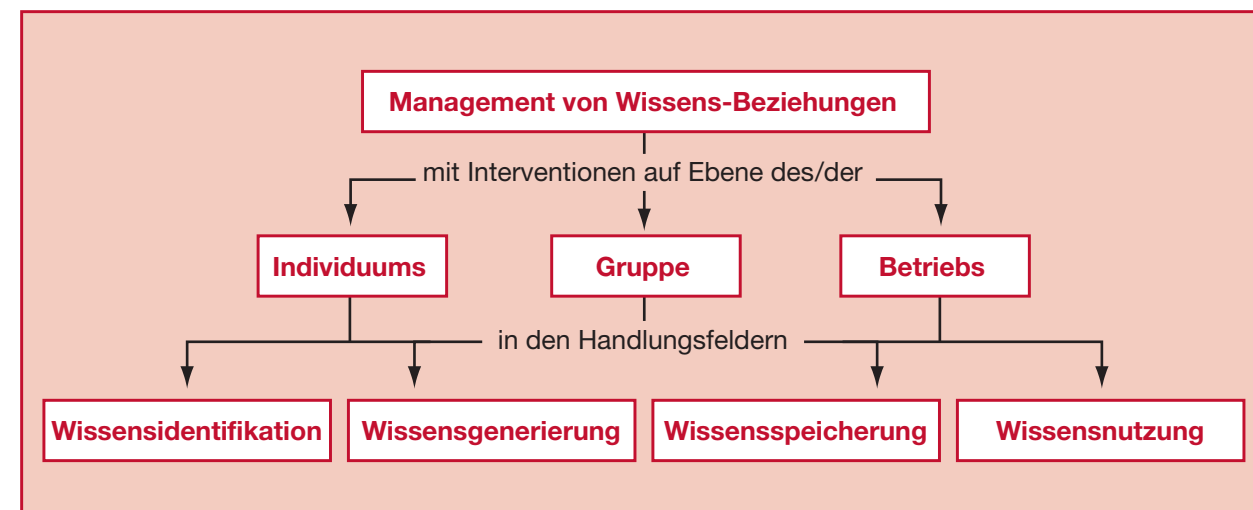 Management von Wissens-Beziehungen
mit Interventionen auf Ebene des/der
Individuums
Gruppe
Betriebs
in den Handlungsfeldern
Wissensidentifikation
Wissensgenerierung
Wissensspeicherung
Wissensnutzung